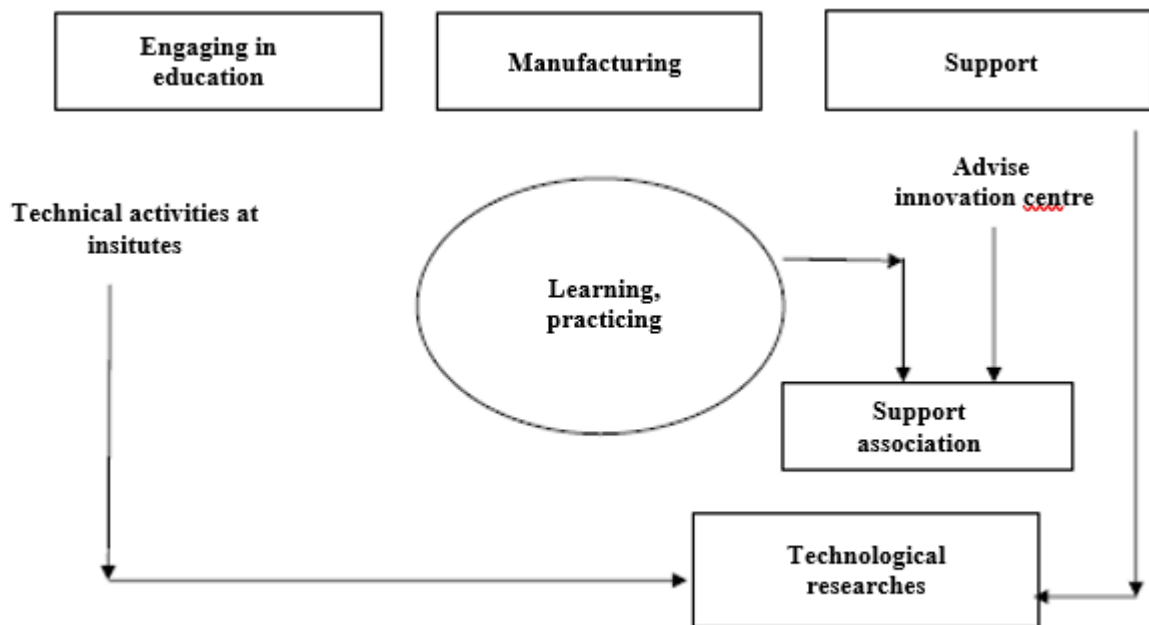 Engaging in
education
Manufacturing
Support
Advise
innovation centre
Technical activities at
insitutes
Learning,
practicing
Support
association
Technological
researches